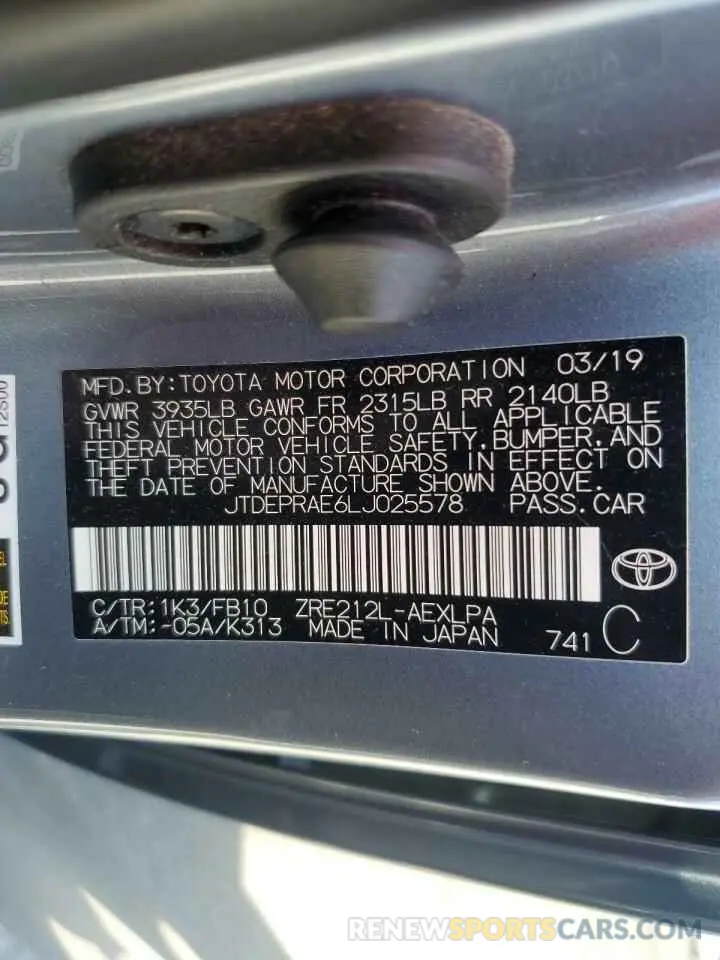 MFD. BY: TOYOTA MOTOR CORPORATION 03/19
GVWR 3935LB GAWR FR 2315LB RR 2140LB
THIS VEHICLE CONFORMS TO ALL APPLICABLE
FEDERAL MOTOR VEHICLE SAFETY, BUMPER, AND
THEFT PREVENTION STANDARDS IN EFFECT ON
THE DATE OF MANUFACTURE SHOWN ABOVE.
JTDEPRAE6LJ025578 PASS.CAR
C/TR: 1K3/FB10 ZRE212L-AEXLPA
A/TM: -05A/K313 MADE IN JAPAN 741 C
RENEWSPORTSCARS.COM